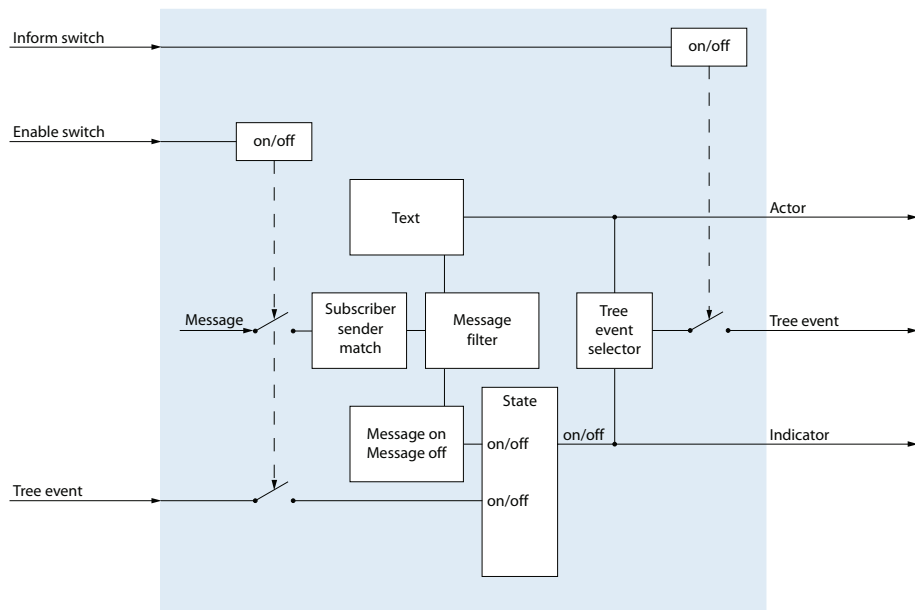 Inform switch
on/off
Enable switch
on/off
Text
Actor
Message
Subscriber
sender
match
Message
filter
Tree
event
selector
Tree event
State
Message on
Message off
on/off
on/off
Indicator
Tree event
on/off